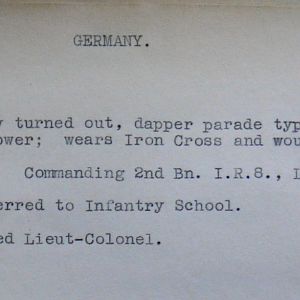 GERMANY.
turned out, dapper parade typ
ower; wears Iron Cross and wou
Commanding 2nd Bn. I.R.8., I
erred to Infantry School.
ed Lieut-Colonel.